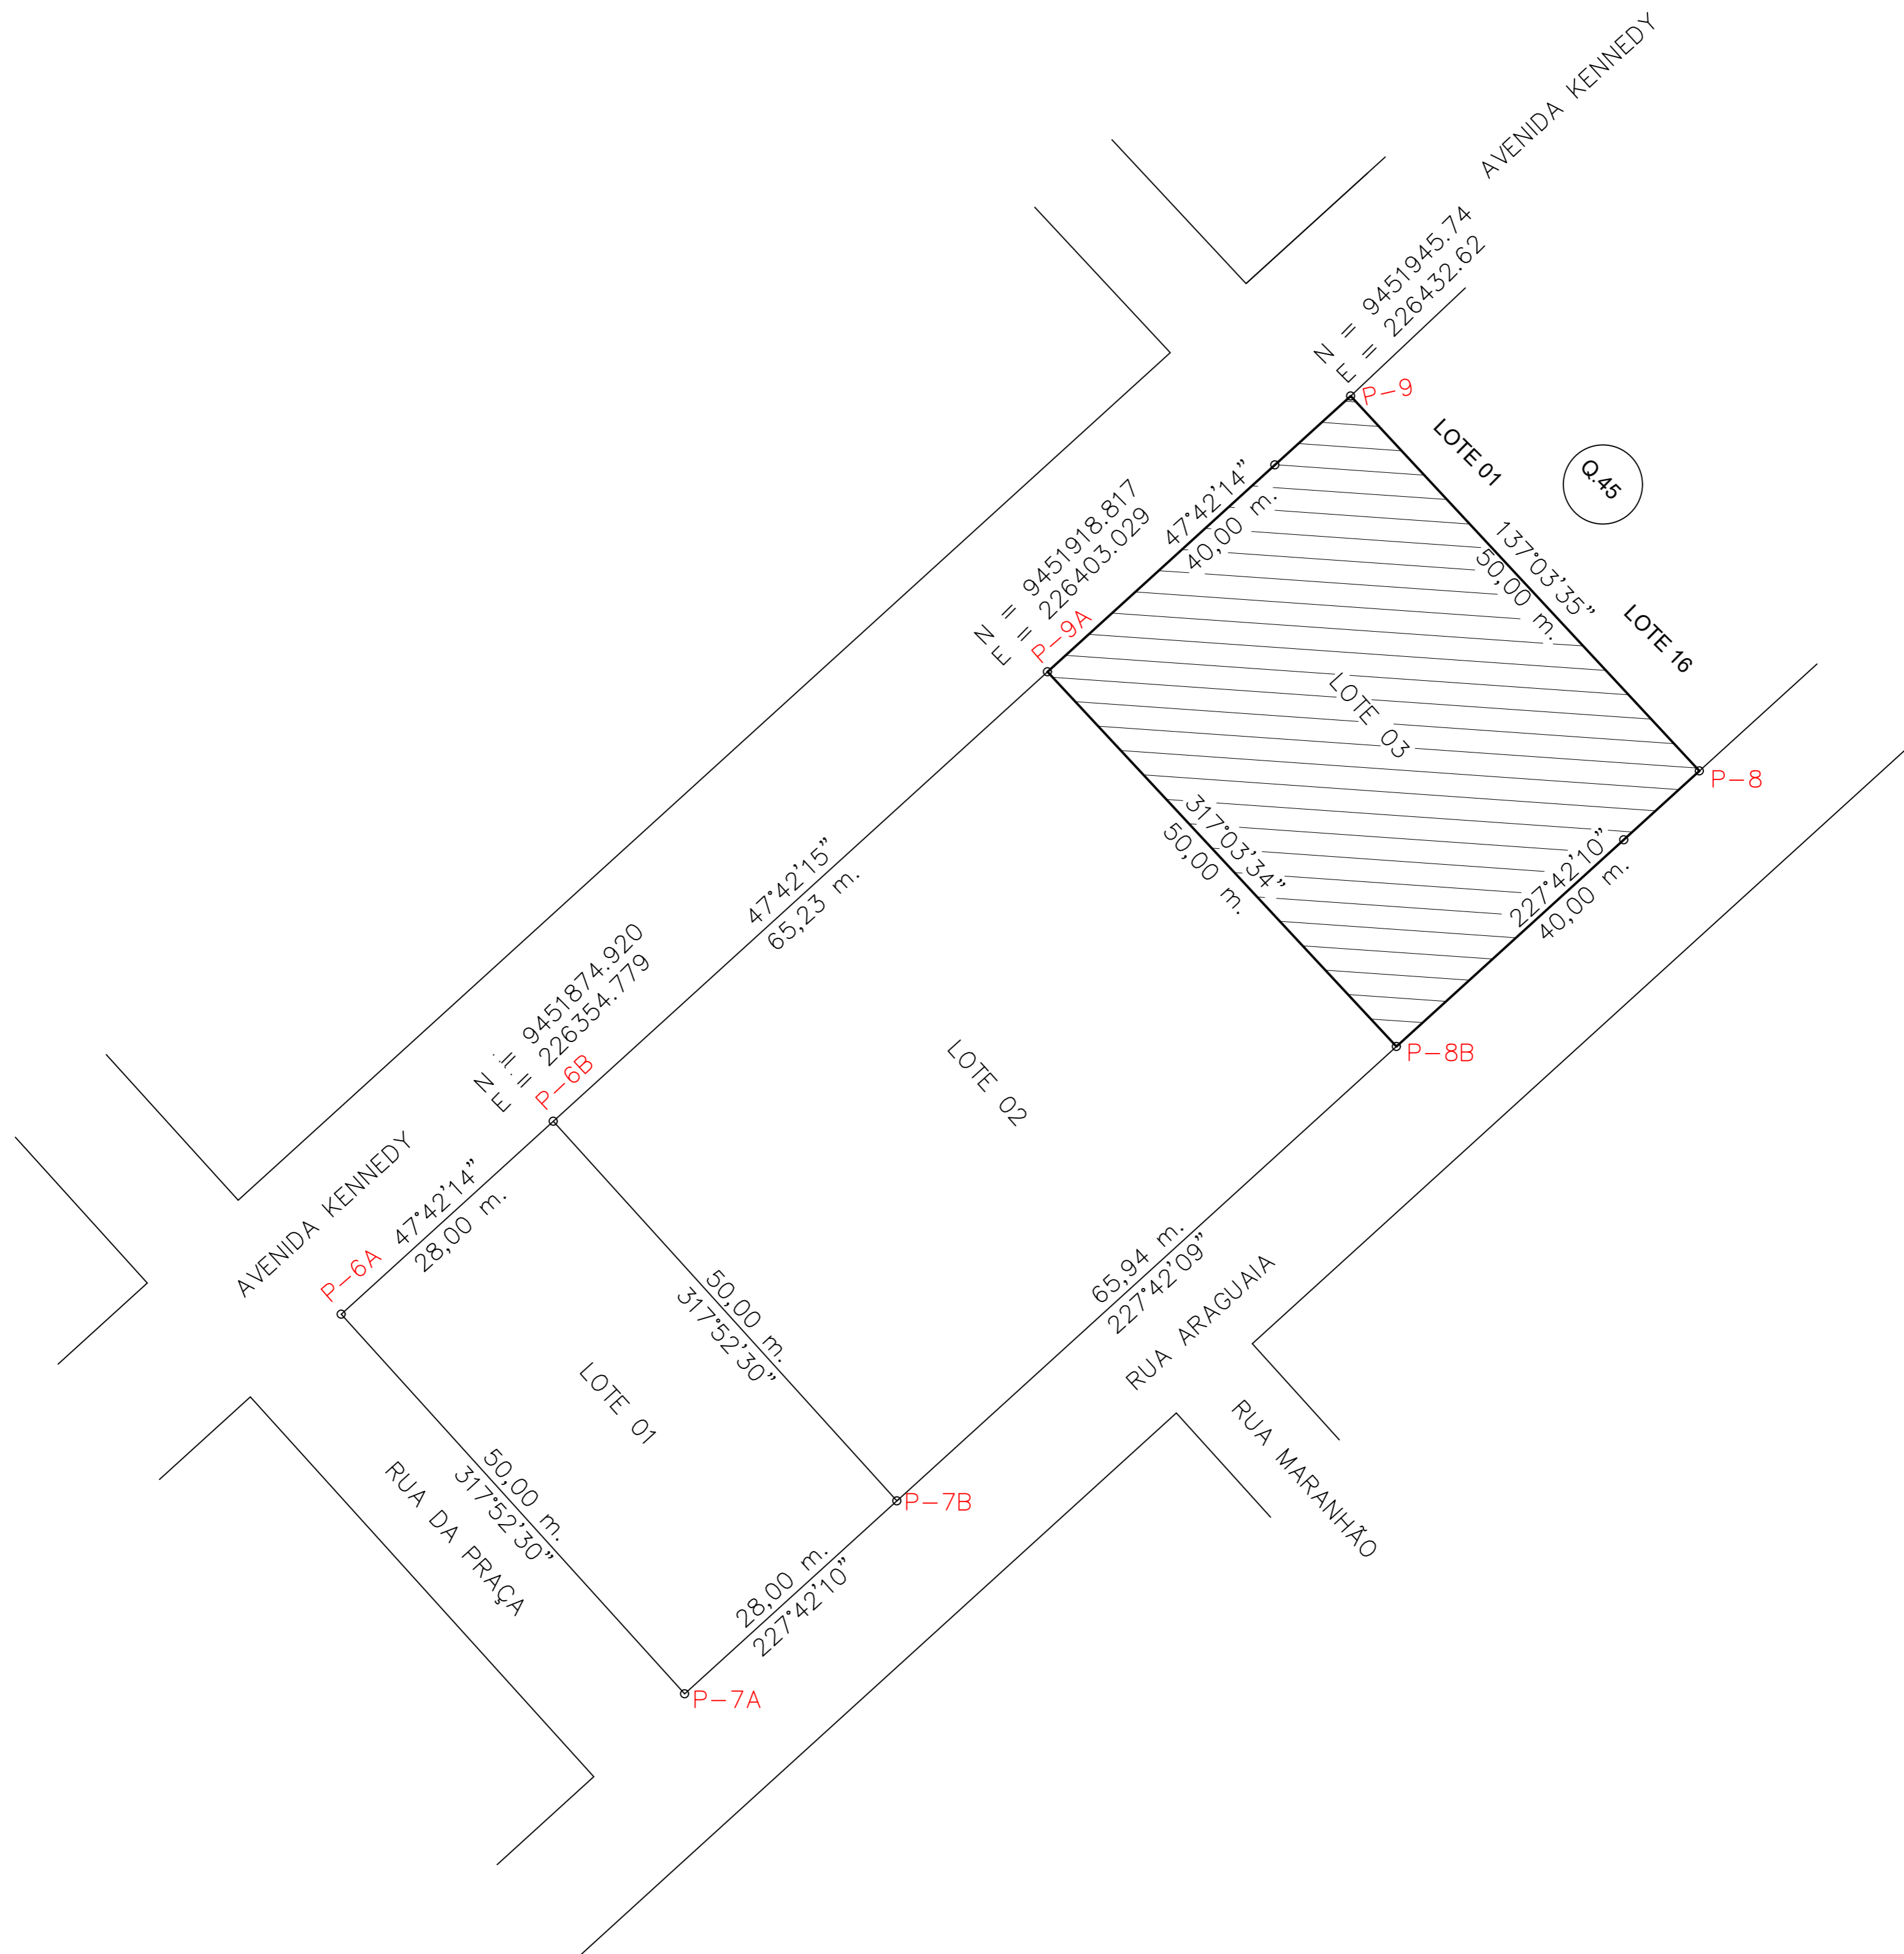 AVENIDA KENNEDY
N = 9451945.74
E = 226432.62
P-9
LOTE 01
Q.45
47°42'14"
40,00 m.
137°03'35"
50,00 m.
LOTE 16
N = 9451918.817
E = 226403.029
P-9A
LOTE 03
P-8
317°03'34"
50,00 m.
227°42'10"
40,00 m.
P-8B
47°42'15"
65,23 m.
N = 9451874.920
E = 226354.779
P-6B
LOTE 02
AVENIDA KENNEDY
47°42'14"
28,00 m.
P-6A
50,00 m.
317°52'30"
65,94 m.
227°42'09"
RUA ARAGUAIA
LOTE 01
RUA MARANHÃO
50,00 m.
317°52'30"
RUA DA PRAÇA
P-7B
28,00 m.
227°42'10"
P-7A